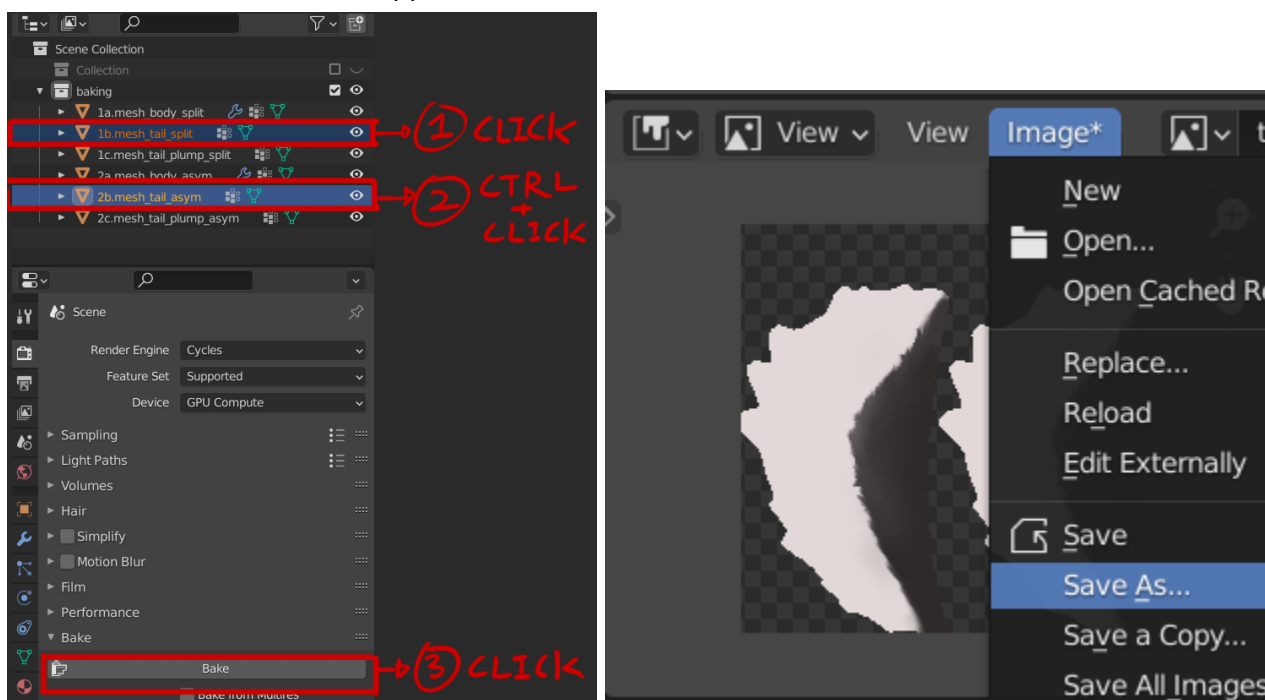 Scene Collection
Collection
baking
1a.mesh_body_split
1b.mesh_tail_split
1c.mesh_tail_plump_split
2a.mesh_body_asym
2b.mesh_tail_asym
2c.mesh_tail_plump_asym
1 CLICK
2 CTRL
+
CLICK
Scene
Render Engine Cycles
Feature Set Supported
Device GPU Compute
Sampling
Light Paths
Volumes
Hair
Simplify
Motion Blur
Film
Performance
Bake
Bake
3 CLICK
Bake from Multires
View View Image* t
New
Open...
Open Cached Re
Replace...
Reload
Edit Externally
Save
Save As...
Save a Copy...
Save All Images